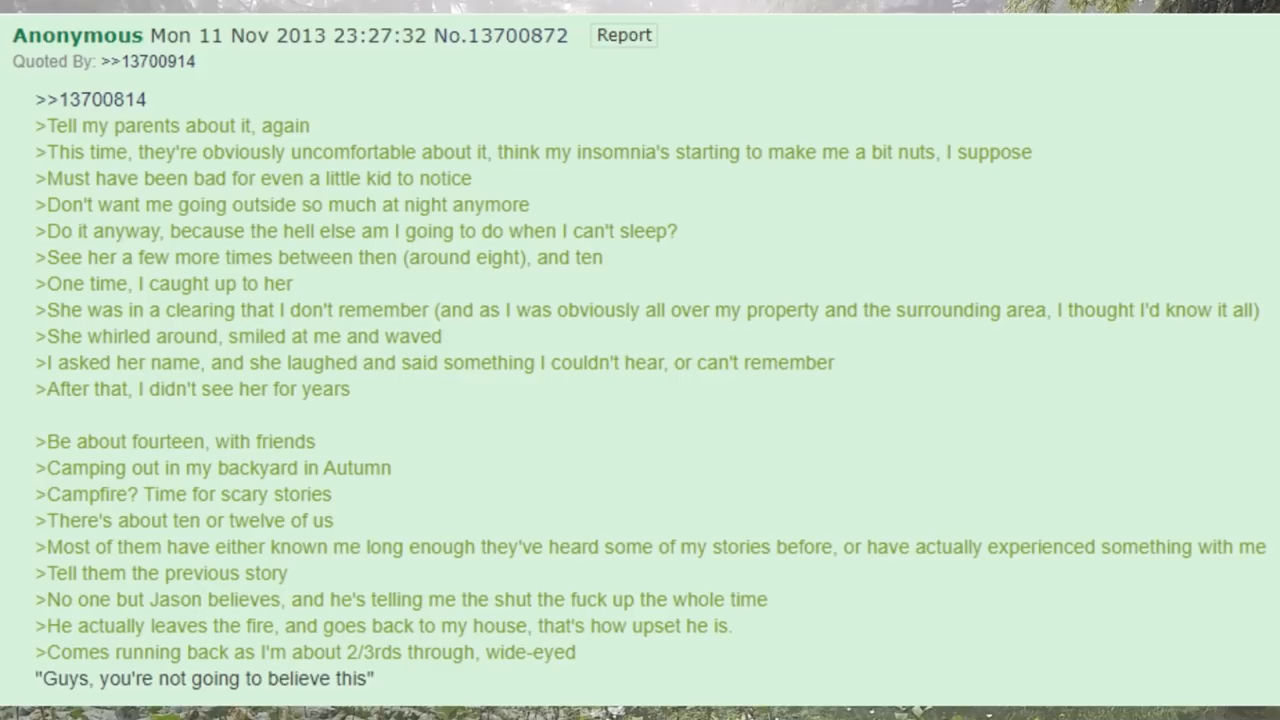 Anonymous Mon 11 Nov 2013 23:27:32 No.13700872 Report
Quoted By: >>13700914
>>13700814
>Tell my parents about it, again
>This time, they're obviously uncomfortable about it, think my insomnia's starting to make me a bit nuts, I suppose
>Must have been bad for even a little kid to notice
>Don't want me going outside so much at night anymore
>Do it anyway, because the hell else am I going to do when I can't sleep?
>See her a few more times between then (around eight), and ten
>One time, I caught up to her
>She was in a clearing that I don't remember (and as I was obviously all over my property and the surrounding area, I thought I'd know it all)
>She whirled around, smiled at me and waved
>I asked her name, and she laughed and said something I couldn't hear, or can't remember
>After that, I didn't see her for years
>Be about fourteen, with friends
>Camping out in my backyard in Autumn
>Campfire? Time for scary stories
>There's about ten or twelve of us
>Most of them have either known me long enough they've heard some of my stories before, or have actually experienced something with me
>Tell them the previous story
>No one but Jason believes, and he's telling me the shut the fuck up the whole time
>He actually leaves the fire, and goes back to my house, that's how upset he is.
>Comes running back as I'm about 2/3rds through, wide-eyed
"Guys, you're not going to believe this"